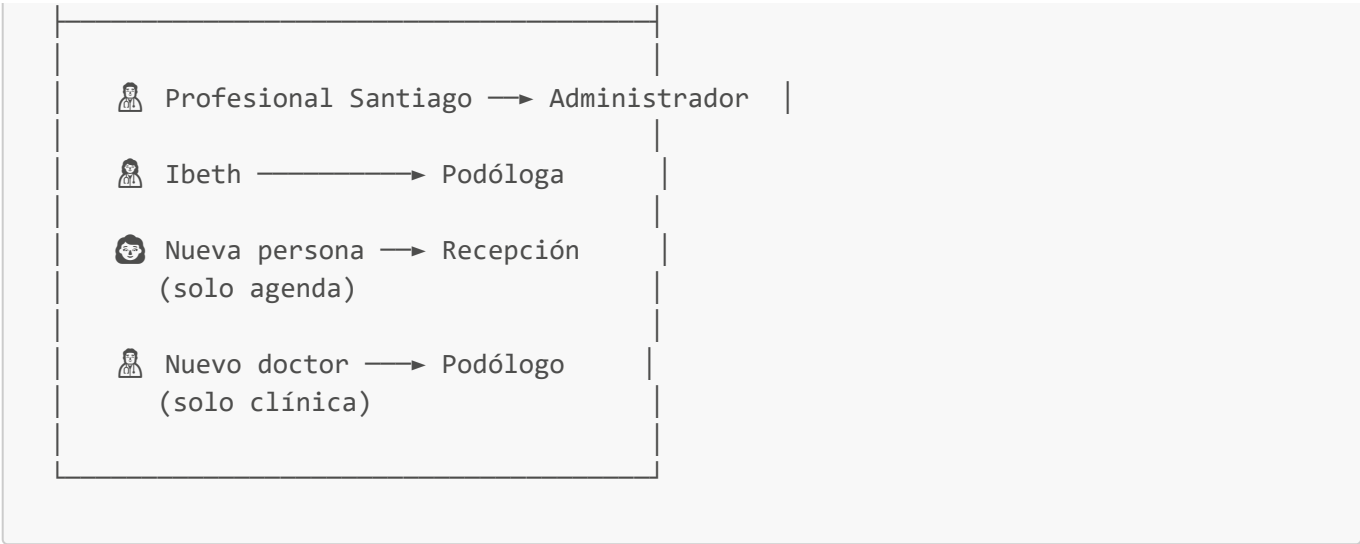 Profesional Santiago ──► Administrador
Ibeth ──────────► Podóloga
Nueva persona ──► Recepción
(solo agenda)
Nuevo doctor ───► Podólogo
(solo clínica)